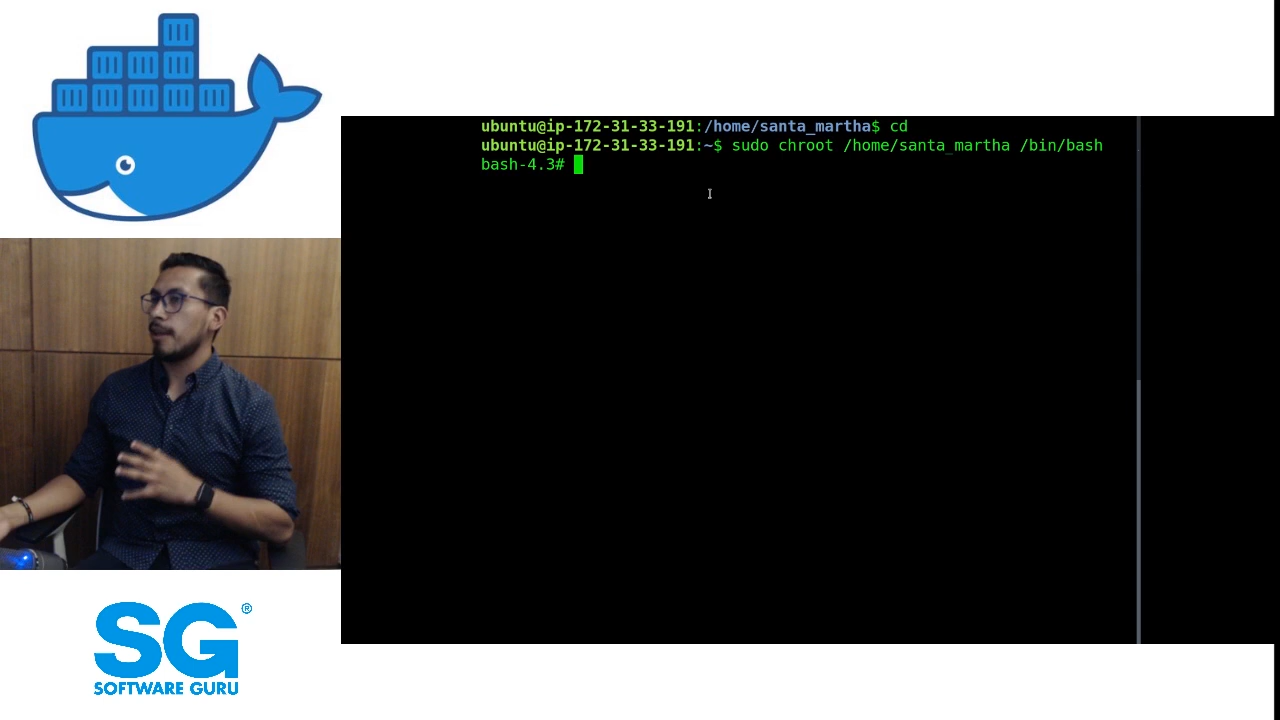 ubuntu@ip-172-31-33-191:/home/santa_martha$ cd
ubuntu@ip-172-31-33-191:~$ sudo chroot /home/santa_martha /bin/bash
bash-4.3#
SG®
SOFTWARE GURU